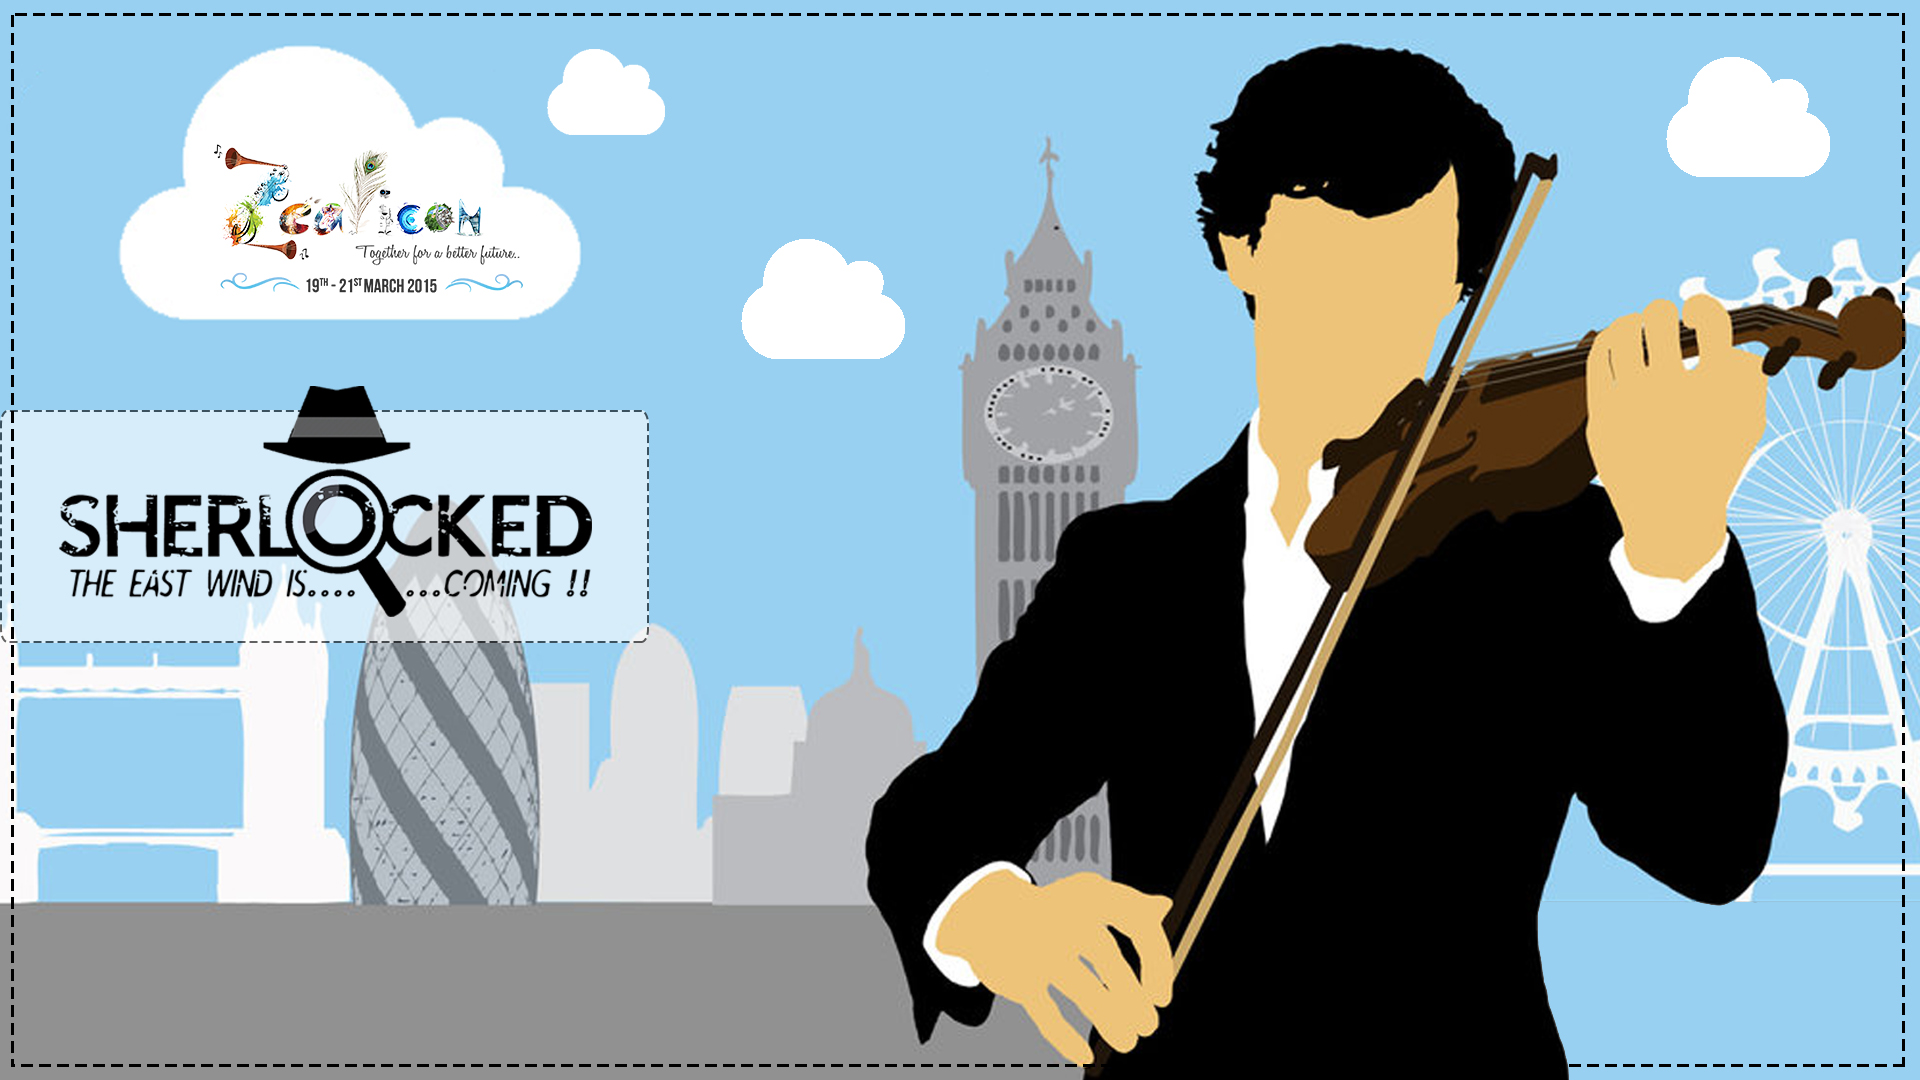 Zealicon
Together for a better future..
19TH - 21ST MARCH 2015
SHERLOCKED
THE EAST WIND IS.... ...COMING !!